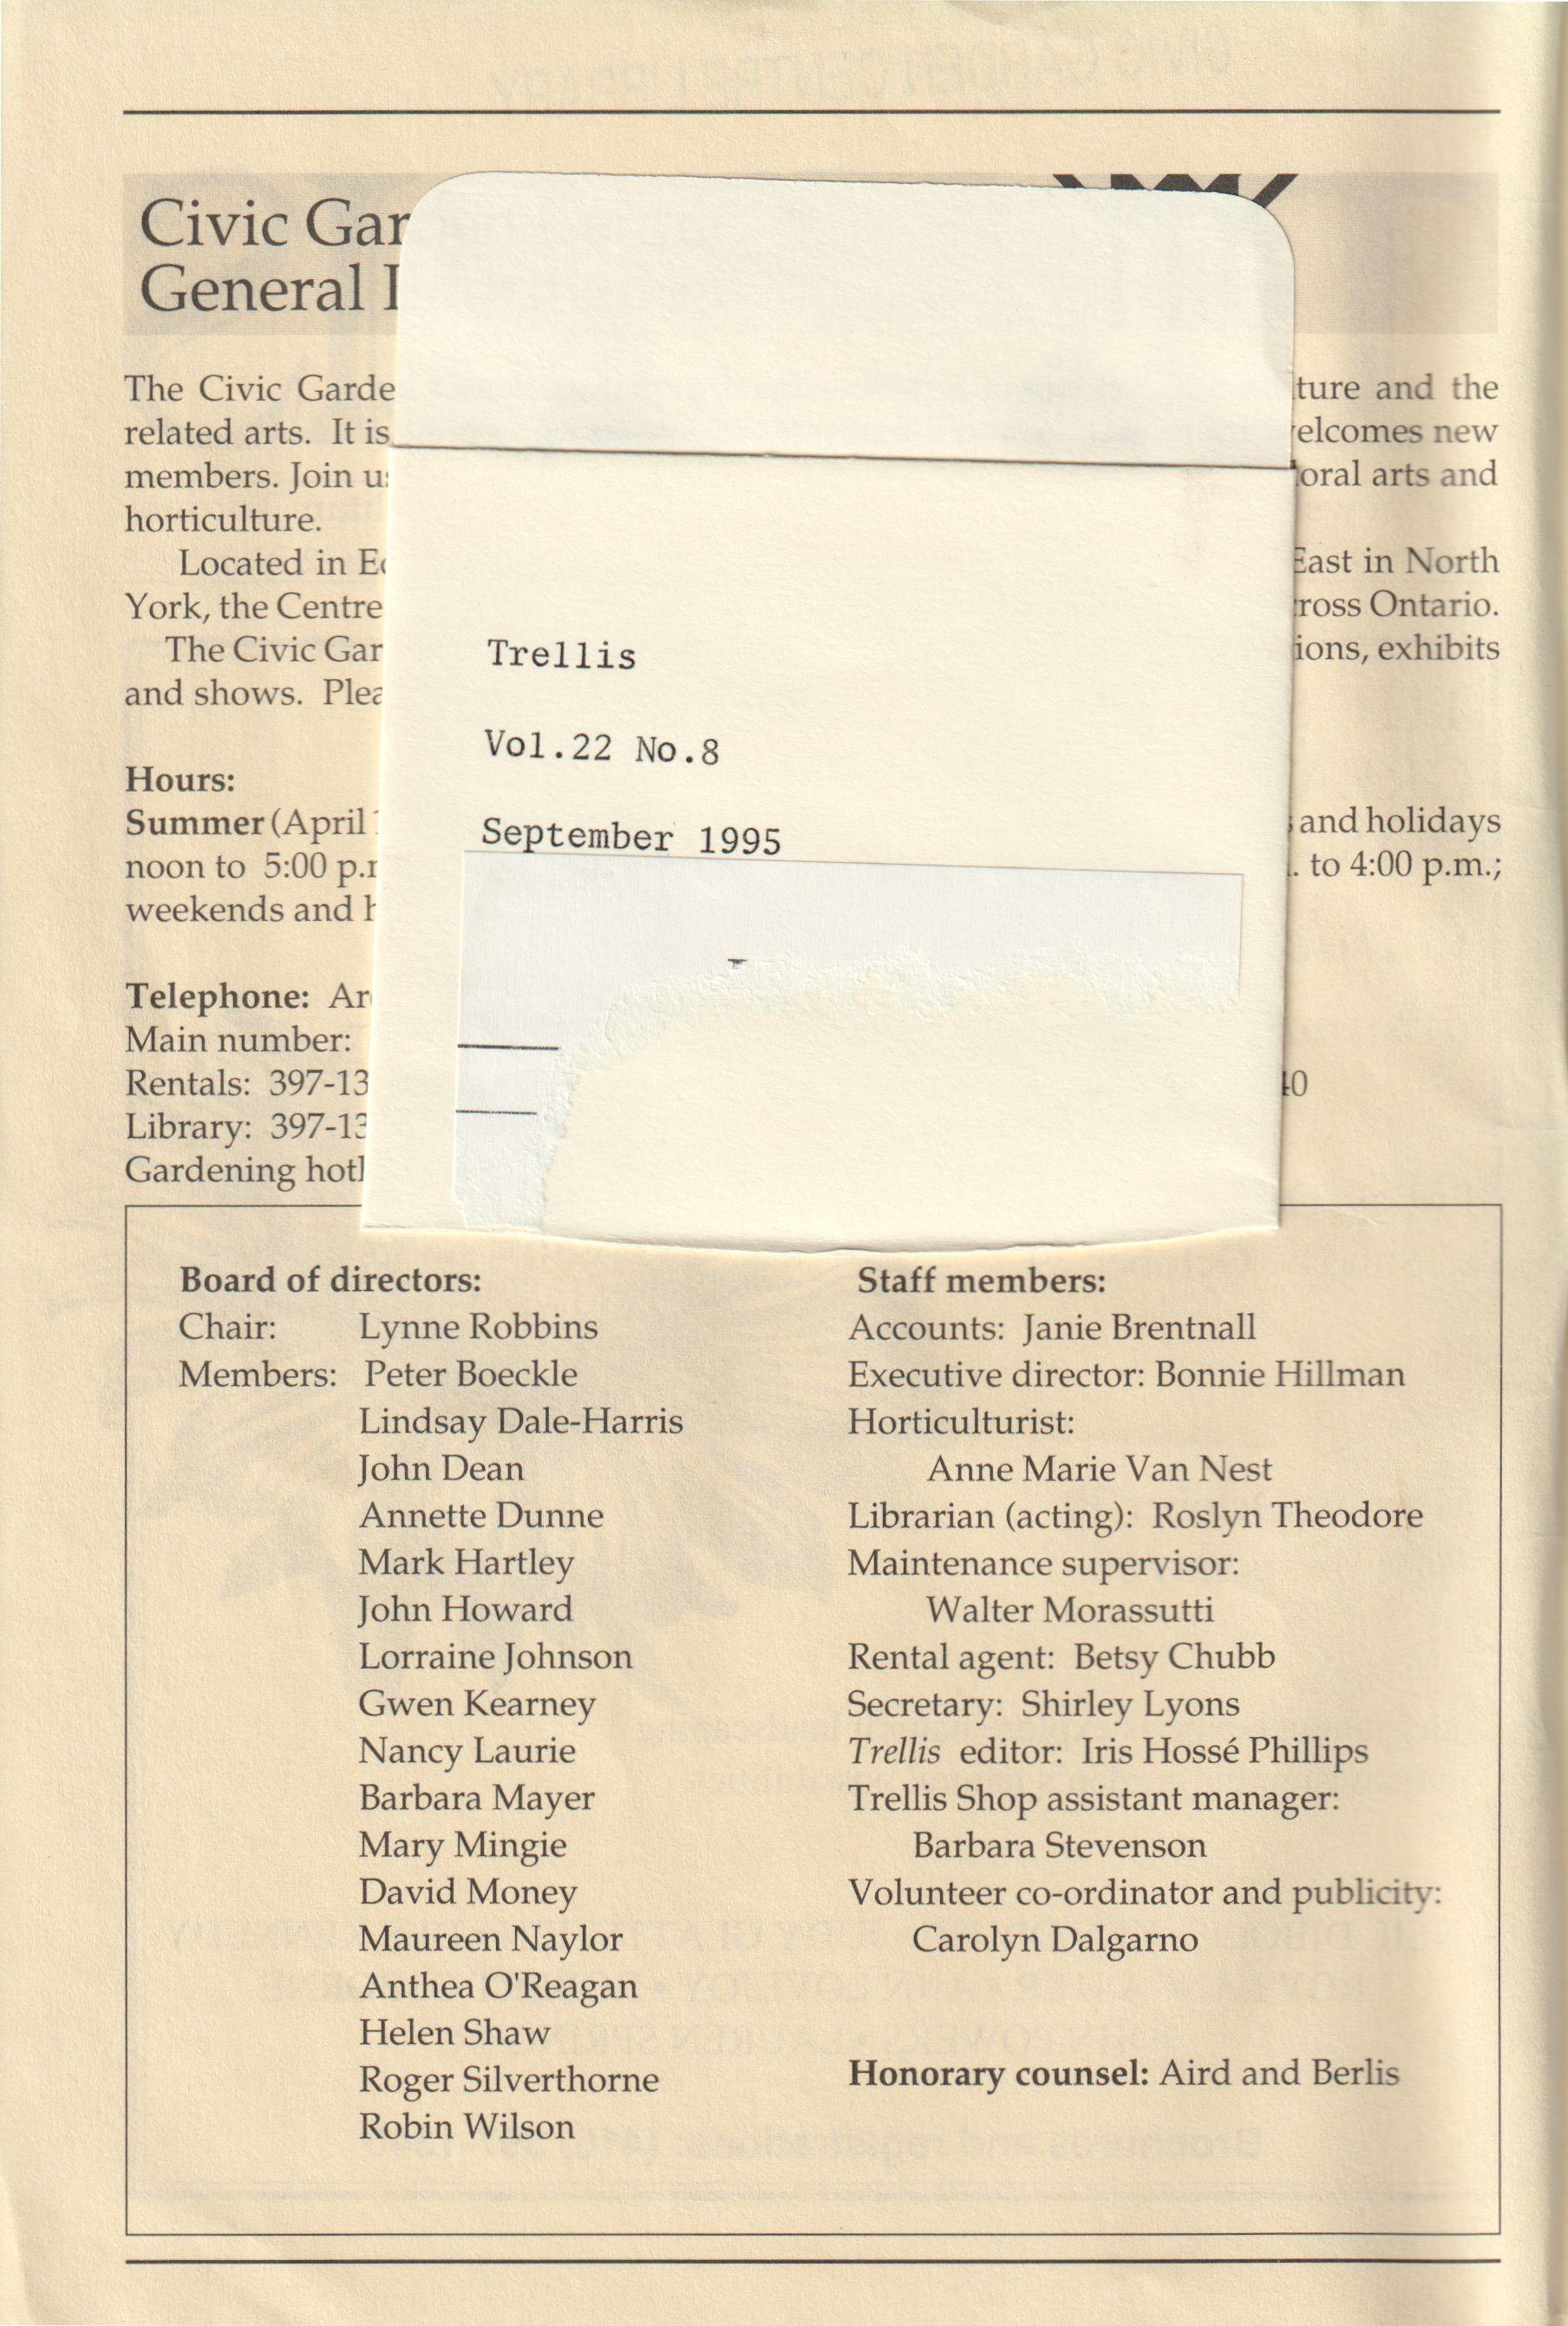 Civic Gar
General I
The Civic Garde
ture and the
related arts. It is
elcomes new
members. Join u
oral arts and
horticulture.
Located in E
East in North
York, the Centre
ross Ontario.
The Civic Gar
ions, exhibits
and shows. Plea
Trellis
Vol.22 No.8
September 1995
Hours:
Summer (April
and holidays
noon to 5:00 p.
. to 4:00 p.m.;
weekends and h
Telephone: Ar
Main number:
Rentals: 397-13
40
Library: 397-13
Gardening hotl
Board of directors:
Chair: Lynne Robbins
Members: Peter Boeckle
Lindsay Dale-Harris
John Dean
Annette Dunne
Mark Hartley
John Howard
Lorraine Johnson
Gwen Kearney
Nancy Laurie
Barbara Mayer
Mary Mingie
David Money
Maureen Naylor
Anthea O'Reagan
Helen Shaw
Roger Silverthorne
Robin Wilson
Staff members:
Accounts: Janie Brentnall
Executive director: Bonnie Hillman
Horticulturist:
Anne Marie Van Nest
Librarian (acting): Roslyn Theodore
Maintenance supervisor:
Walter Morassutti
Rental agent: Betsy Chubb
Secretary: Shirley Lyons
Trellis editor: Iris Hossé Phillips
Trellis Shop assistant manager:
Barbara Stevenson
Volunteer co-ordinator and publicity:
Carolyn Dalgarno
Honorary counsel: Aird and Berlis